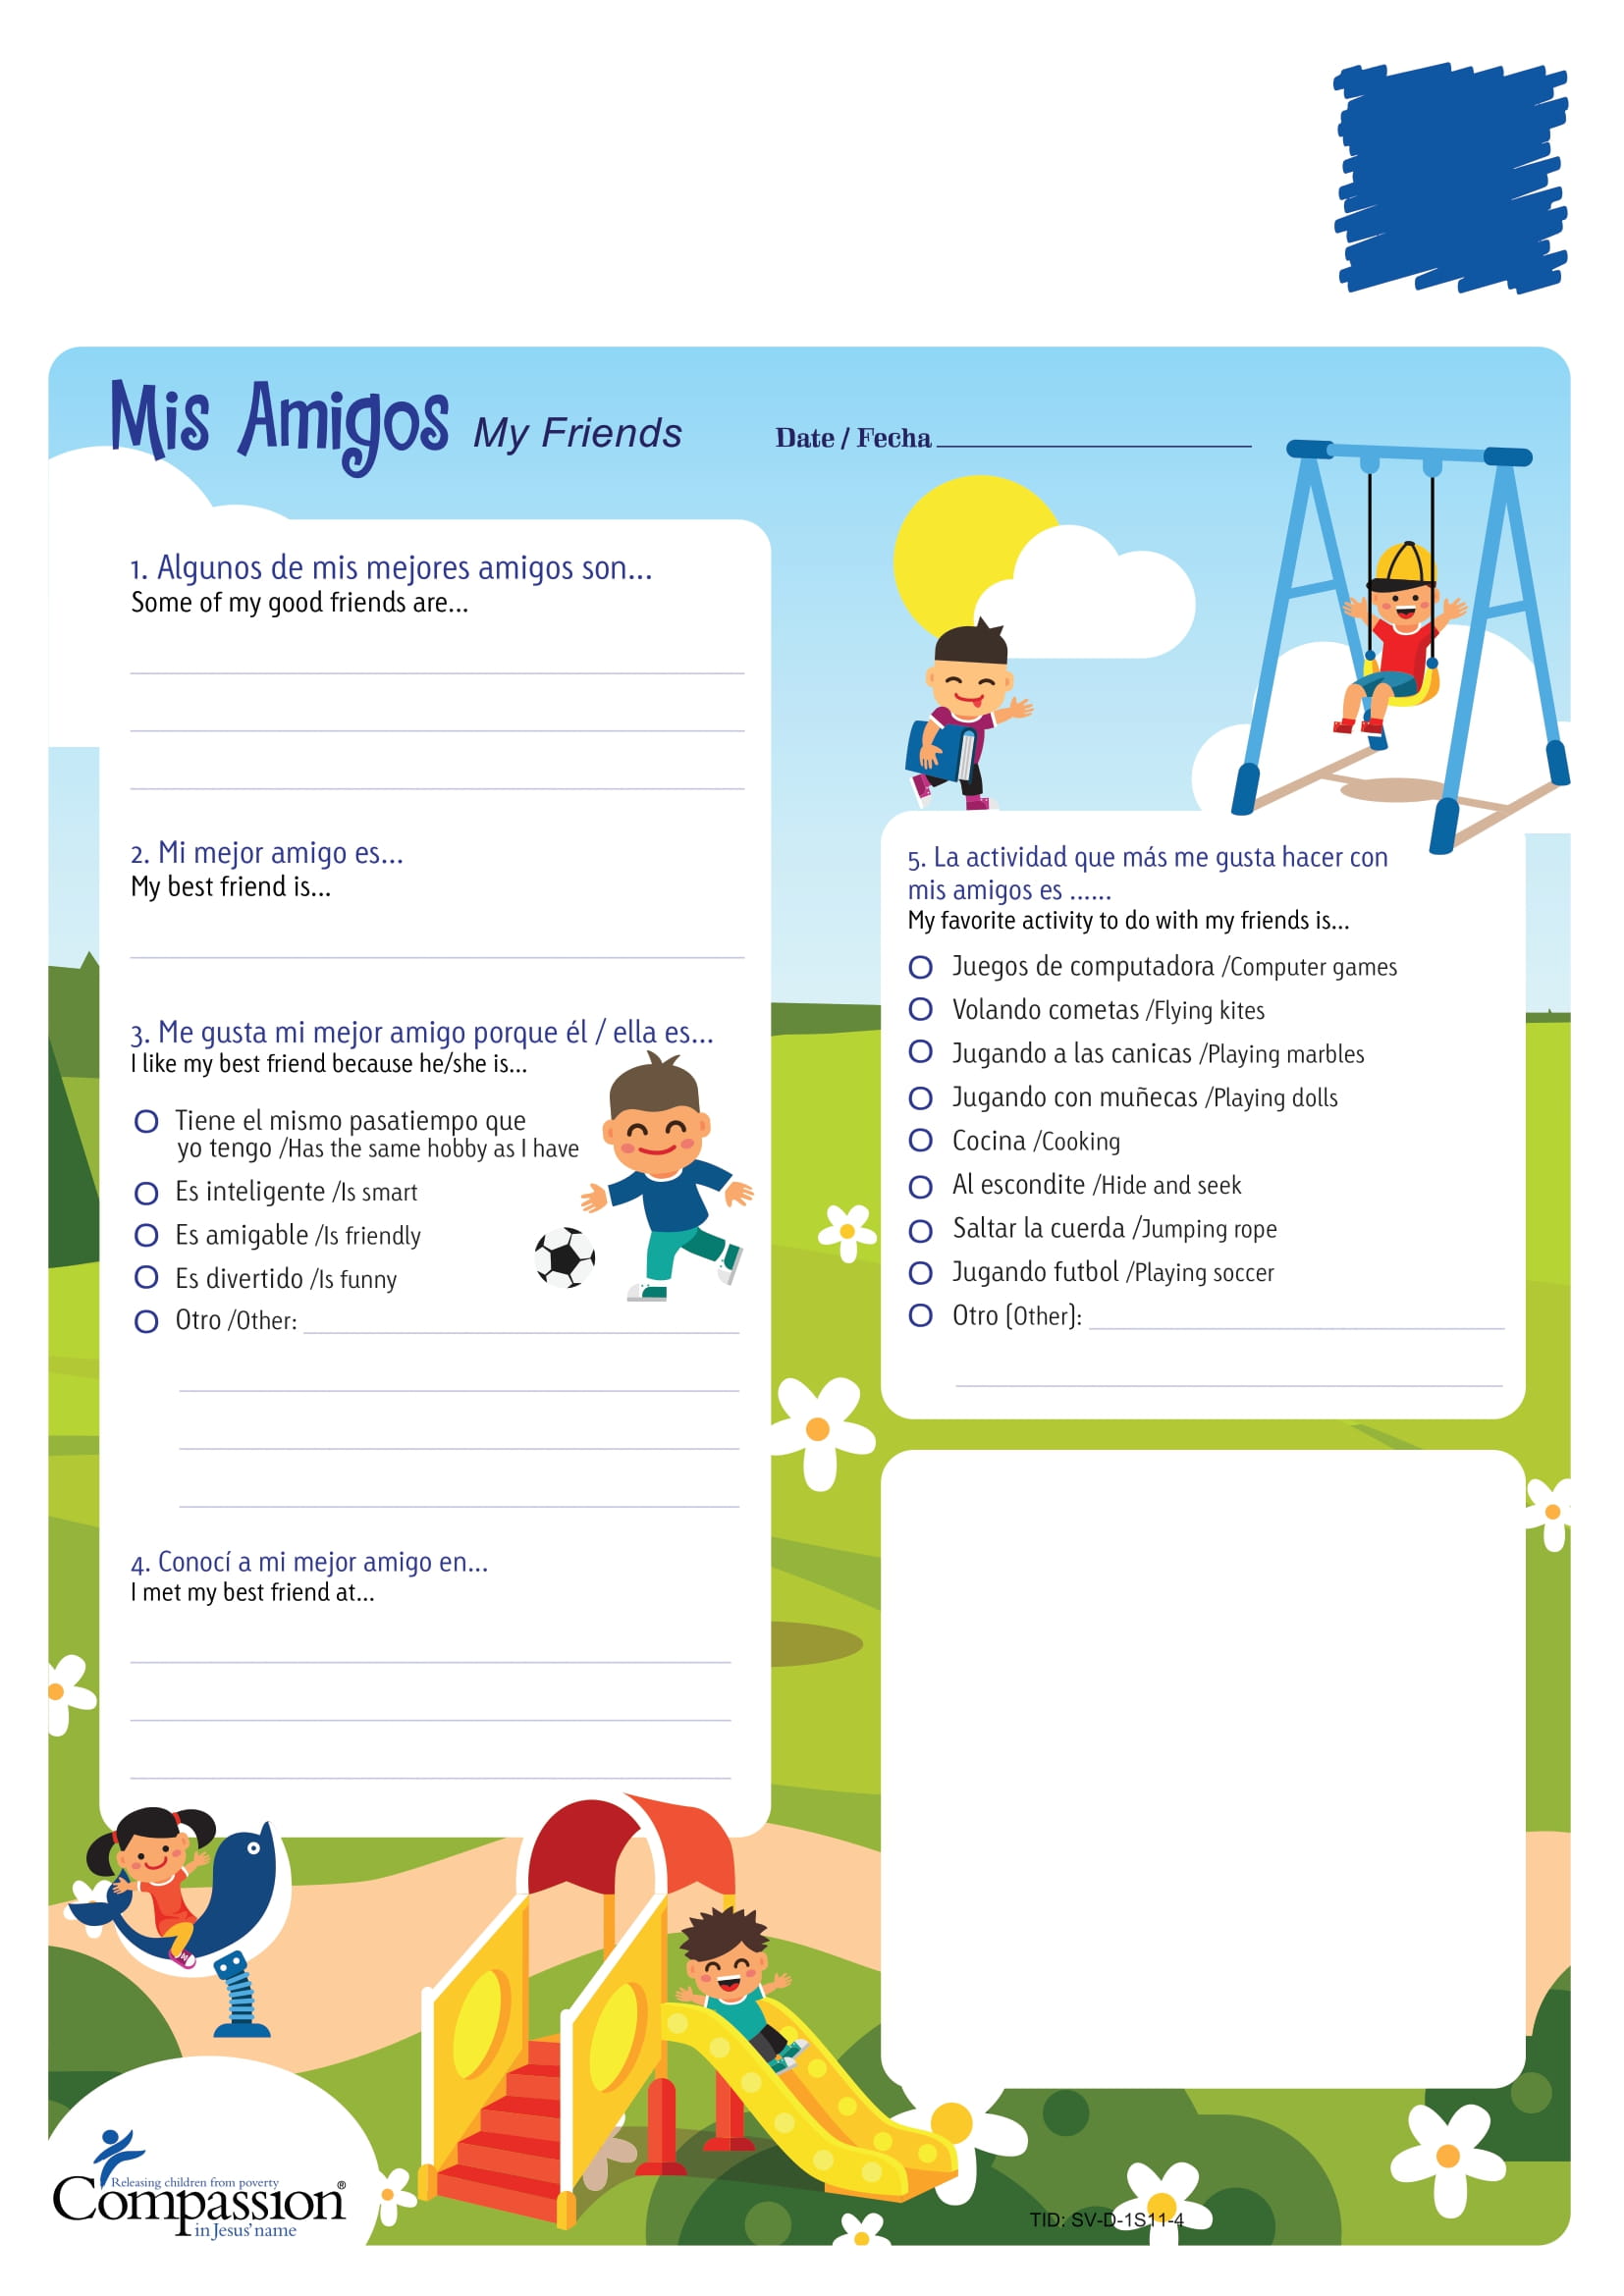 Mis Amigos My Friends
Date / Fecha
1. Algunos de mis mejores amigos son...
Some of my good friends are...
2. Mi mejor amigo es...
My best friend is...
3. Me gusta mi mejor amigo porque él / ella es...
I like my best friend because he/she is...
O Tiene el mismo pasatiempo que
yo tengo /Has the same hobby as I have
O Es inteligente /Is smart
O Es amigable /Is friendly
O Es divertido /Is funny
O Otro /Other:
4. Conocí a mi mejor amigo en...
I met my best friend at...
5. La actividad que más me gusta hacer con
mis amigos es ......
My favorite activity to do with my friends is...
O Juegos de computadora /Computer games
O Volando cometas /Flying kites
O Jugando a las canicas /Playing marbles
O Jugando con muñecas /Playing dolls
O Cocina /Cooking
O Al escondite /Hide and seek
O Saltar la cuerda /Jumping rope
O Jugando futbol /Playing soccer
O Otro (Other):
Releasing children from poverty
Compassion®
in Jesus' name
TID: SV-D-1S11-4